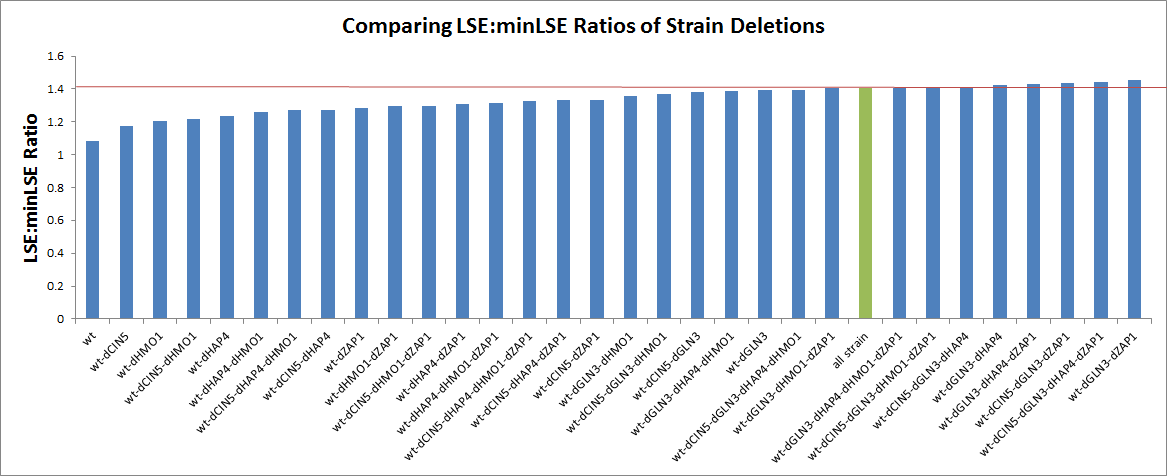 Comparing LSE:minLSE Ratios of Strain Deletions
LSE:minLSE Ratio
1.6
1.4
1.2
1
0.8
0.6
0.4
0.2
0
wt
wt-dCIN5
wt-dHMO1
wt-dCIN5-dHMO1
wt-dHAP4
wt-dHAP4-dHMO1
wt-dCIN5-dHAP4-dHMO1
wt-dCIN5-dHAP4
wt-dZAP1
wt-dHMO1-dZAP1
wt-dCIN5-dHMO1-dZAP1
wt-dHAP4-dZAP1
wt-dHAP4-dHMO1-dZAP1
wt-dCIN5-dHAP4-dHMO1-dZAP1
wt-dCIN5-dHAP4-dZAP1
wt-dCIN5-dZAP1
wt-dGLN3-dHMO1
wt-dCIN5-dGLN3-dHMO1
wt-dCIN5-dGLN3
wt-dGLN3-dHAP4-dHMO1
wt-dGLN3
wt-dCIN5-dGLN3-dHAP4-dHMO1
wt-dGLN3-dHMO1-dZAP1
all strain
wt-dGLN3-dHAP4-dHMO1-dZAP1
wt-dCIN5-dGLN3-dHMO1-dZAP1
wt-dCIN5-dGLN3-dHAP4
wt-dGLN3-dHAP4
wt-dGLN3-dHAP4-dZAP1
wt-dCIN5-dGLN3-dZAP1
wt-dCIN5-dGLN3-dHAP4-dZAP1
wt-dGLN3-dZAP1